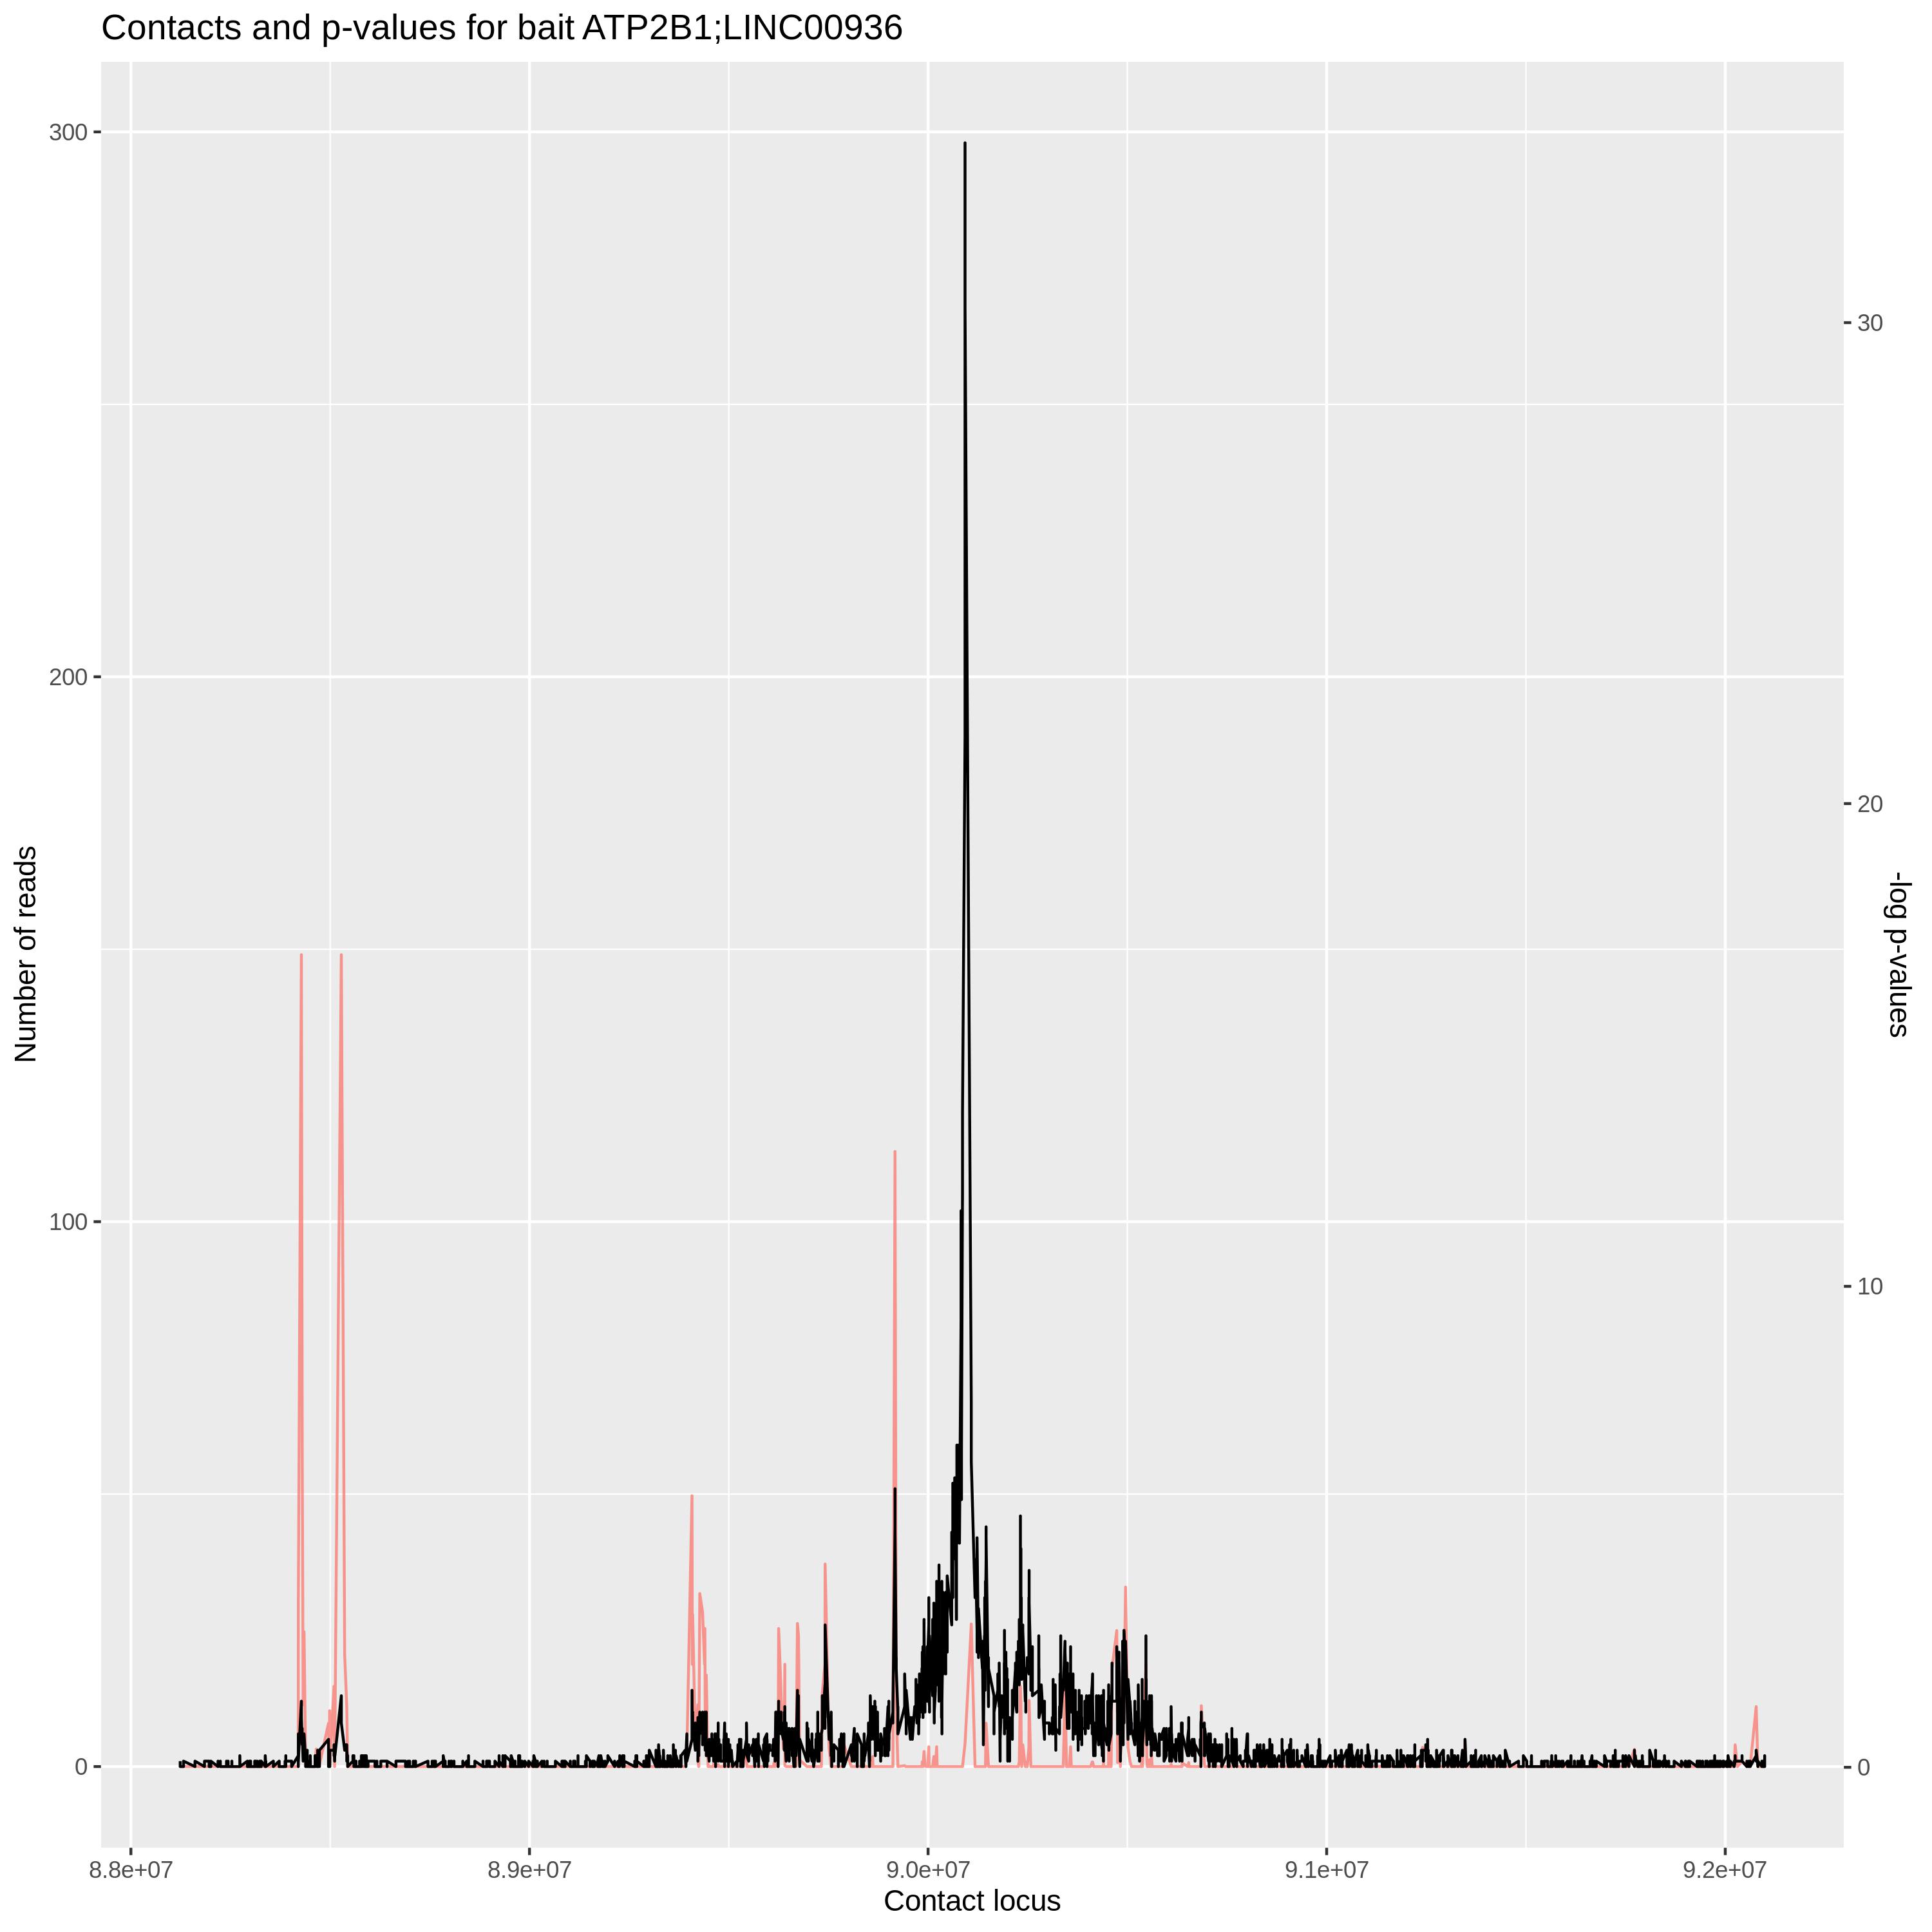 Contacts and p-values for bait ATP2B1;LINC00936
300
200
100
0
Number of reads
30
20
10
0
-log p-values
8.8e+07
8.9e+07
9.0e+07
9.1e+07
9.2e+07
Contact locus